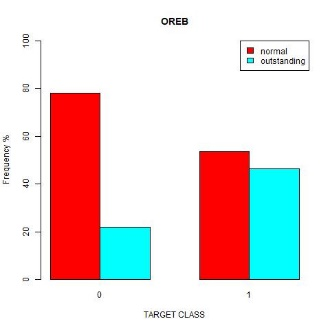 OREB
normal
outstanding
Frequency %
100
80
60
40
20
0
0 1
TARGET CLASS